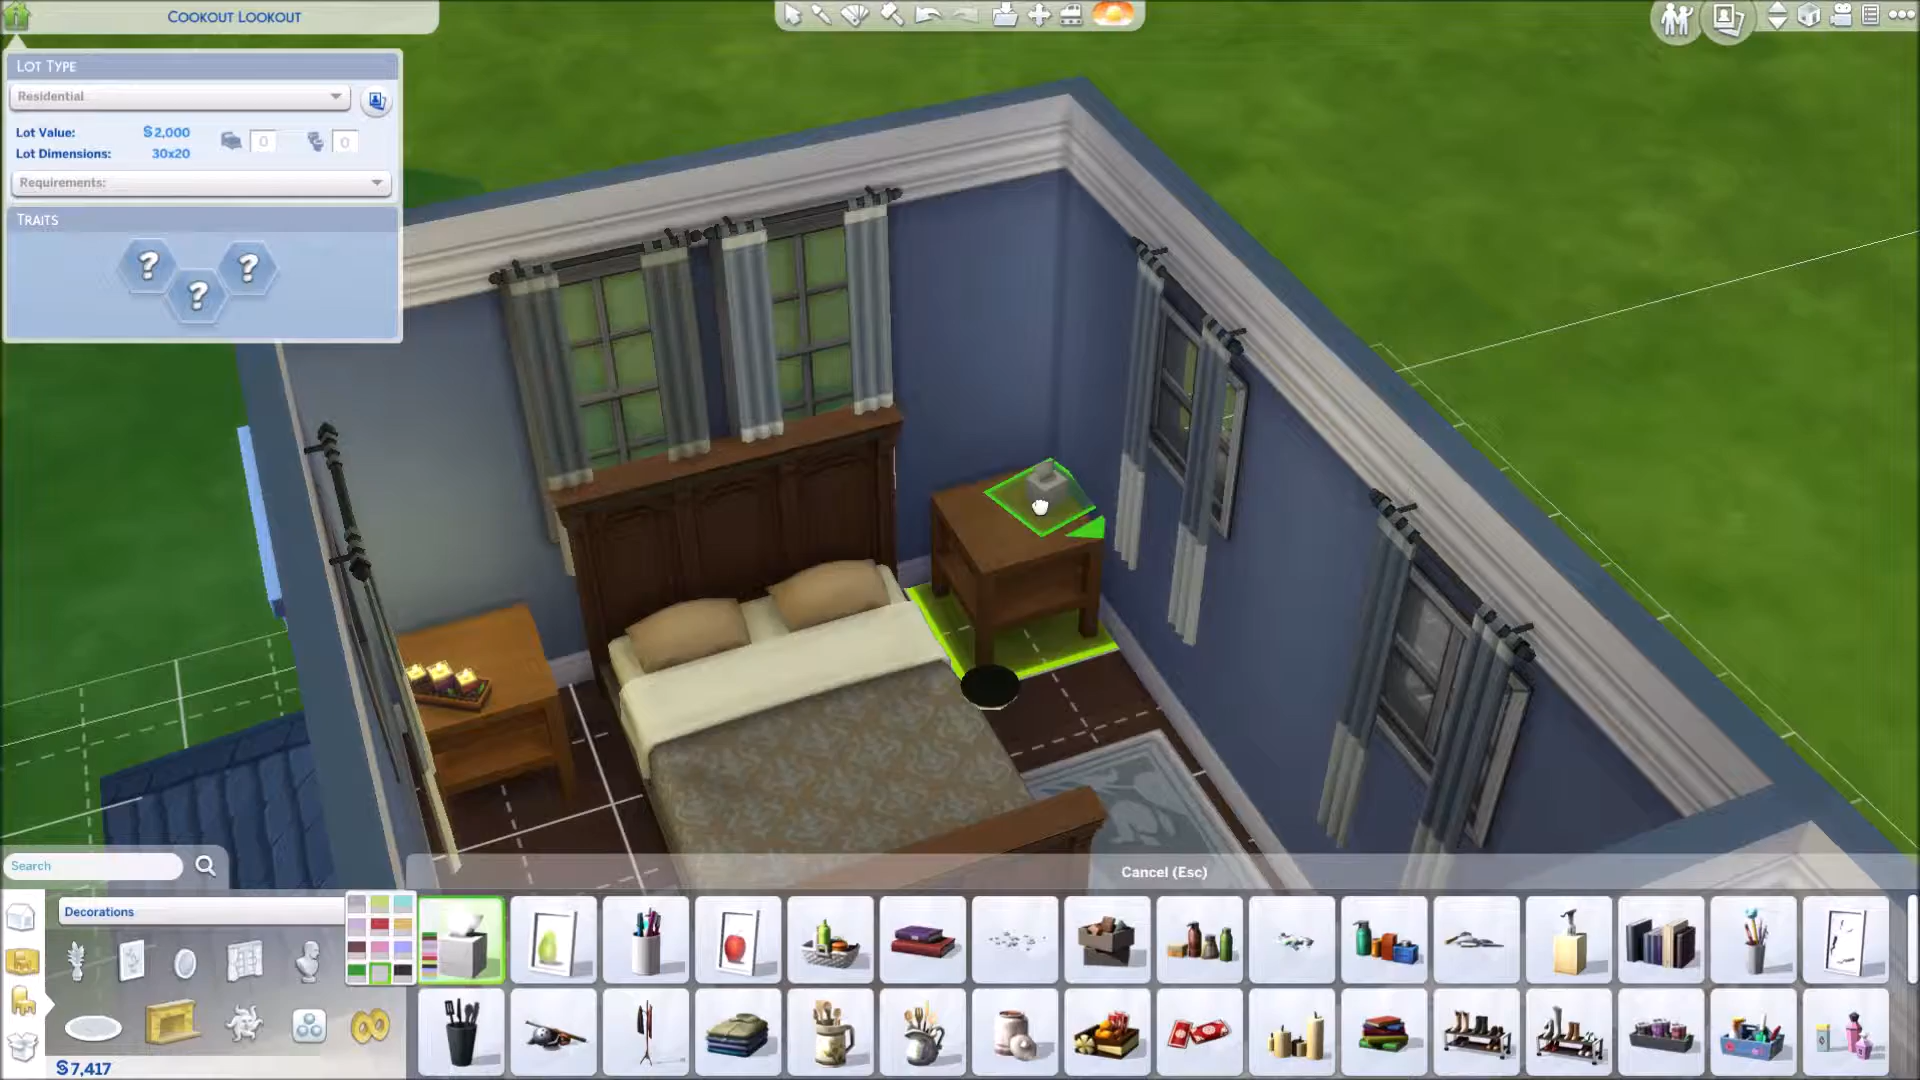 Cookout Lookout
Lot Type
Residential
Lot Value: §2,000
0 0
Lot Dimensions: 30x20
Requirements:
Traits
? ? ?
Cancel (Esc)
Search
Decorations
§7,417